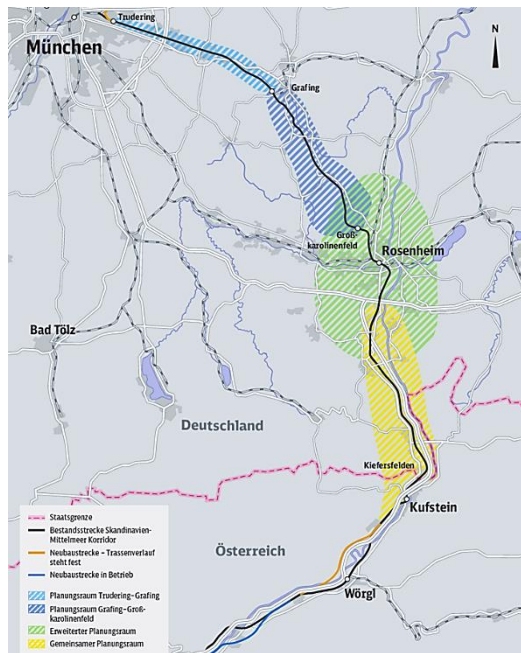 Trudering
München
N
Grafing
Groß-
karolinenfeld
Rosenheim
Bad Tölz
Deutschland
Kiefersfelden
Kufstein
Österreich
Wörgl
Staatsgrenze
Bestandsstrecke Skandinavien-
Mittelmeer Korridor
Neubaustrecke – Trassenverlauf
steht fest
Neubaustrecke in Betrieb
Planungsraum Trudering–Grafing
Planungsraum Grafing–Groß-
karolinenfeld
Erweiterter Planungsraum
Gemeinsamer Planungsraum